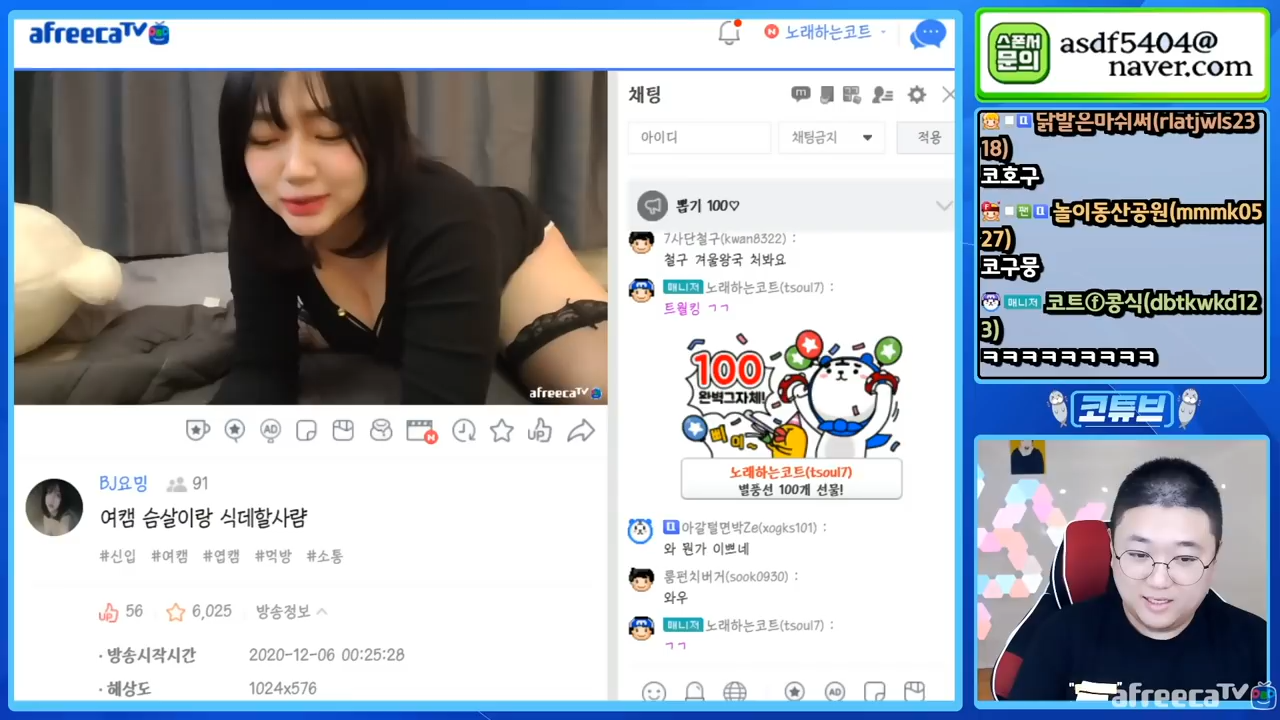 afreecaTV
노래하는코트
afreecaTV
AD
UP
BJ요밍 91
여캠 슴살이랑 식데할사람
#신입 #여캠 #엽캠 #먹방 #소통
UP 56 6,025 방송정보
· 방송시작시간 2020-12-06 00:25:28
· 해상도 1024x576
채팅
아이디 채팅금지 적용
뽑기 100♡
7사단철구(kwan8322) :
철구 겨울왕국 처봐요
매니저 노래하는코트(tsoul7) :
트월킹 ㄱㄱ
100
완벽그자체!
노래하는코트(tsoul7)
별풍선 100개 선물!
아갈털면박Ze(xogks101) :
와 뭔가 이쁘네
룸펀치버거(sook0930) :
와우
매니저 노래하는코트(tsoul7) :
ㄱㄱ
AD
스폰서
문의
asdf5404@
naver.com
닭발은마쉬써(rlatjwls23
18)
코호구
팬 놀이동산공원(mmmk05
27)
코구뭉
매니저 코트ⓕ콩식(dbtkwkd12
3)
ㅋㅋㅋㅋㅋㅋㅋㅋㅋ
코튜브
afreecaTV